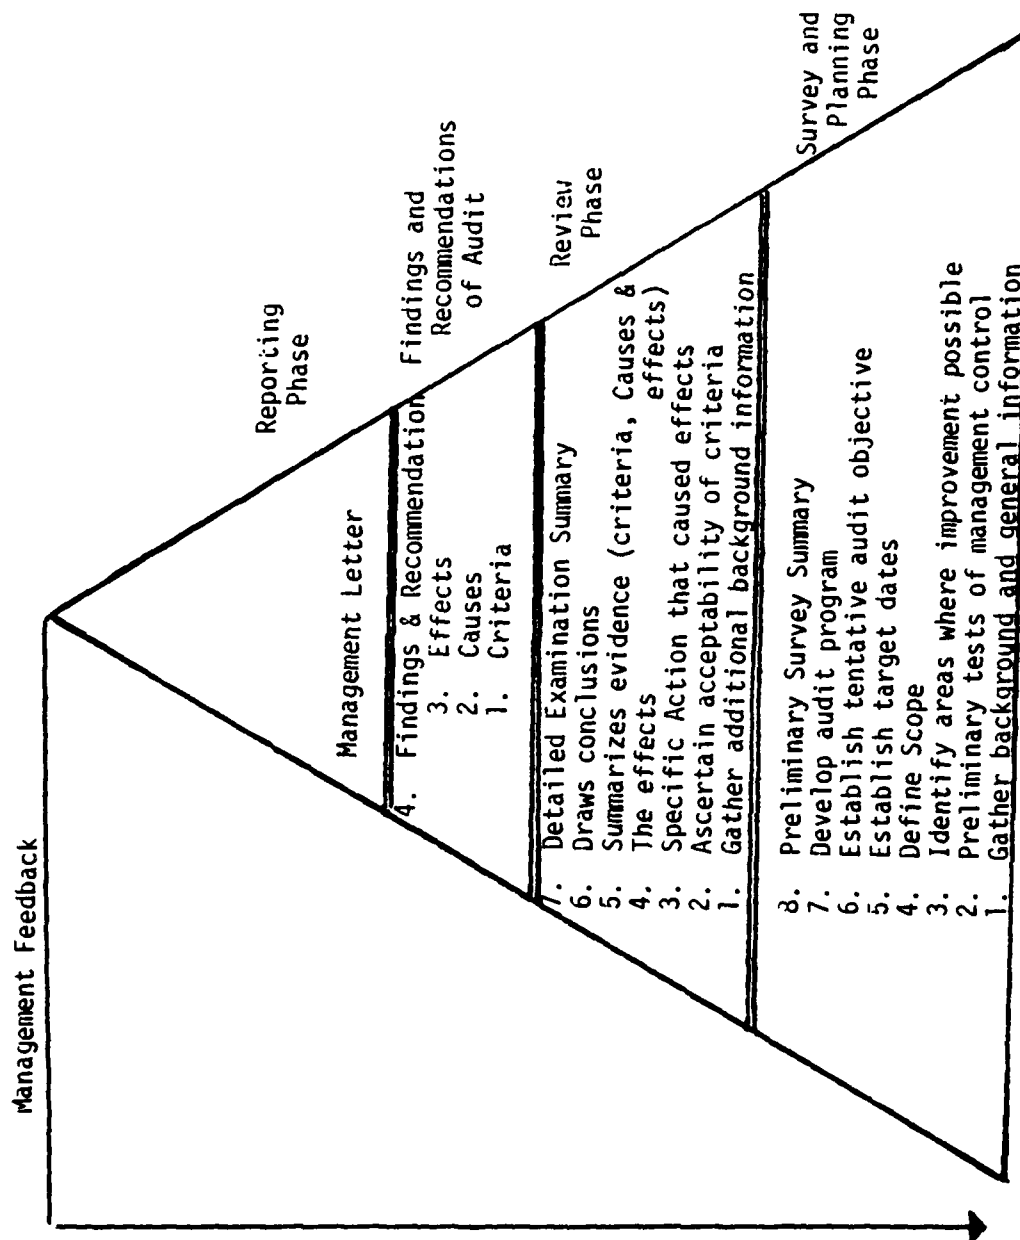 Management Feedback
Reporting
Phase
Management Letter
Findings and
Recommendations
of Audit
4. Findings & Recommendation
3. Effects
2. Causes
1. Criteria
Review
Phase
7. Detailed Examination Summary
6. Draws conclusions
5. Summarizes evidence (criteria, Causes &
effects)
4. The effects
3. Specific Action that caused effects
2. Ascertain acceptability of criteria
1. Gather additional background information
Survey and
Planning
Phase
8. Preliminary Survey Summary
7. Develop audit program
6. Establish tentative audit objective
5. Establish target dates
4. Define Scope
3. Identify areas where improvement possible
2. Preliminary tests of management control
1. Gather background and general information